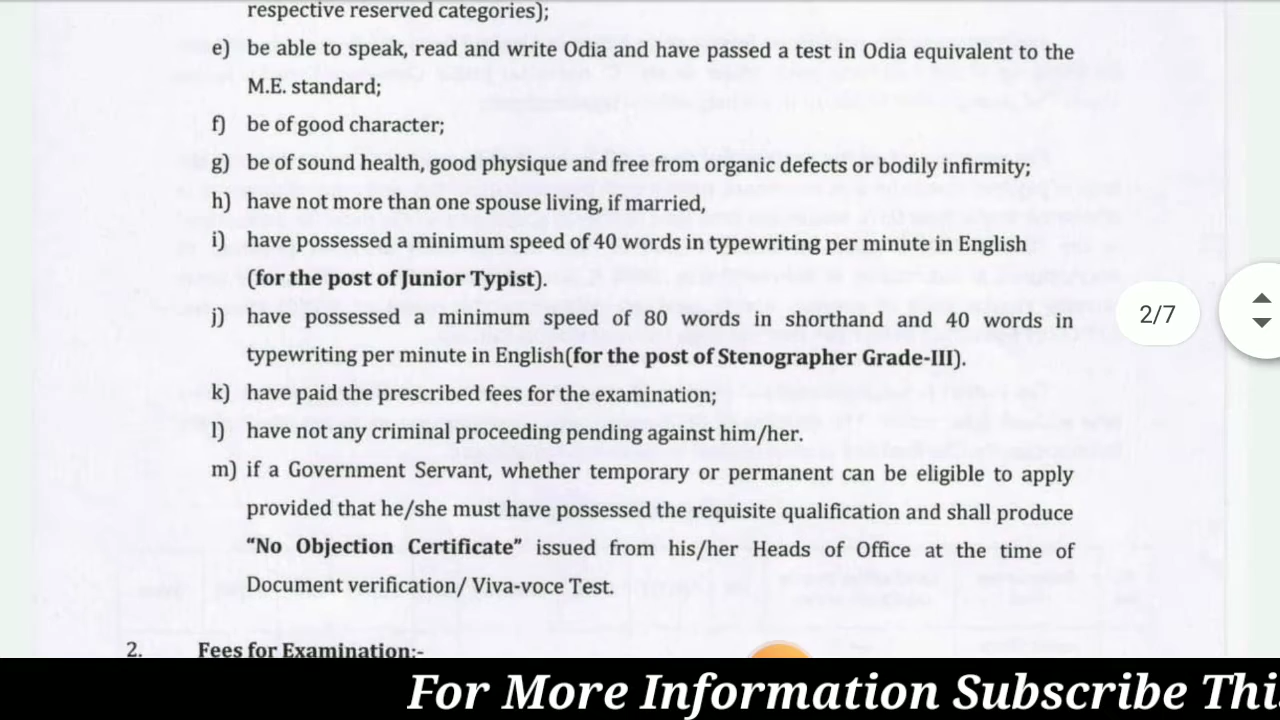 respective reserved categories);
e) be able to speak, read and write Odia and have passed a test in Odia equivalent to the
M.E. standard;
f) be of good character;
g) be of sound health, good physique and free from organic defects or bodily infirmity;
h) have not more than one spouse living, if married,
i) have possessed a minimum speed of 40 words in typewriting per minute in English
(for the post of Junior Typist).
j) have possessed a minimum speed of 80 words in shorthand and 40 words in
typewriting per minute in English(for the post of Stenographer Grade-III).
2/7
k) have paid the prescribed fees for the examination;
l) have not any criminal proceeding pending against him/her.
m) if a Government Servant, whether temporary or permanent can be eligible to apply
provided that he/she must have possessed the requisite qualification and shall produce
“No Objection Certificate” issued from his/her Heads of Office at the time of
Document verification/ Viva-voce Test.
2. Fees for Examination:-
For More Information Subscribe Thi